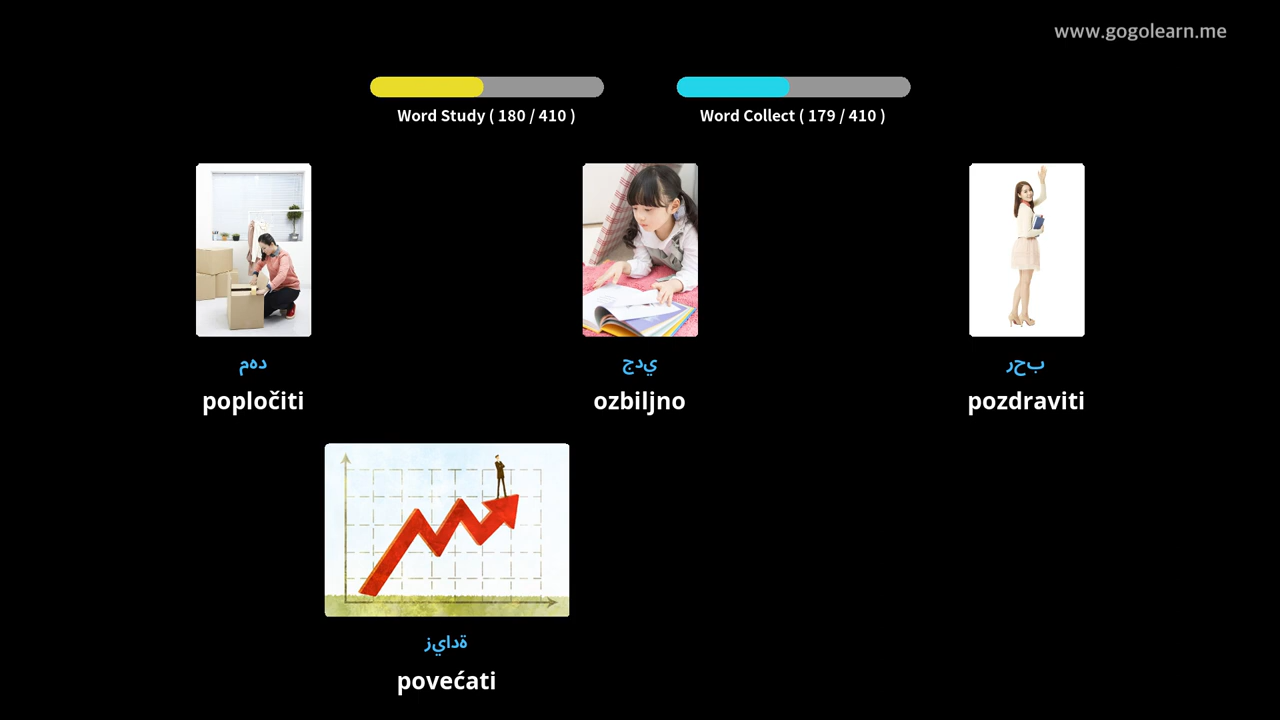 www.gogolearn.me
Word Study ( 180 / 410 )
Word Collect ( 179 / 410 )
دهم
popločiti
يدج
ozbiljno
بحر
pozdraviti
ةدايز
povećati